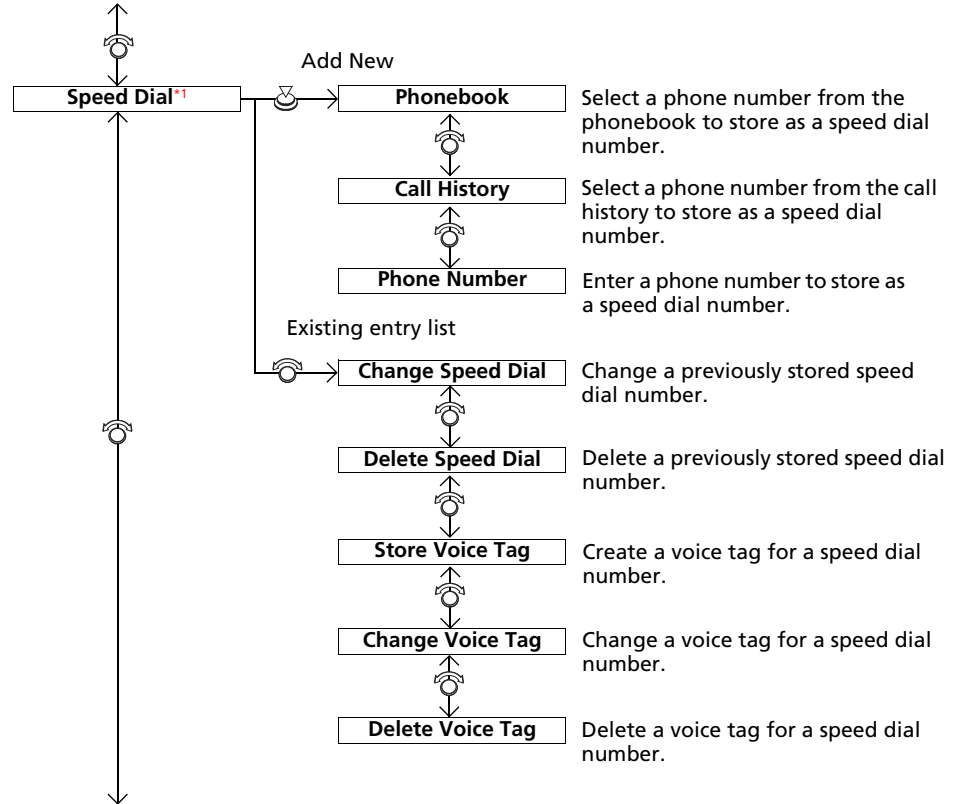 Add New
Speed Dial*1
Phonebook
Select a phone number from the
phonebook to store as a speed dial
number.
Call History
Select a phone number from the call
history to store as a speed dial
number.
Phone Number
Enter a phone number to store as
a speed dial number.
Existing entry list
Change Speed Dial
Change a previously stored speed
dial number.
Delete Speed Dial
Delete a previously stored speed dial
number.
Store Voice Tag
Create a voice tag for a speed dial
number.
Change Voice Tag
Change a voice tag for a speed dial
number.
Delete Voice Tag
Delete a voice tag for a speed dial
number.